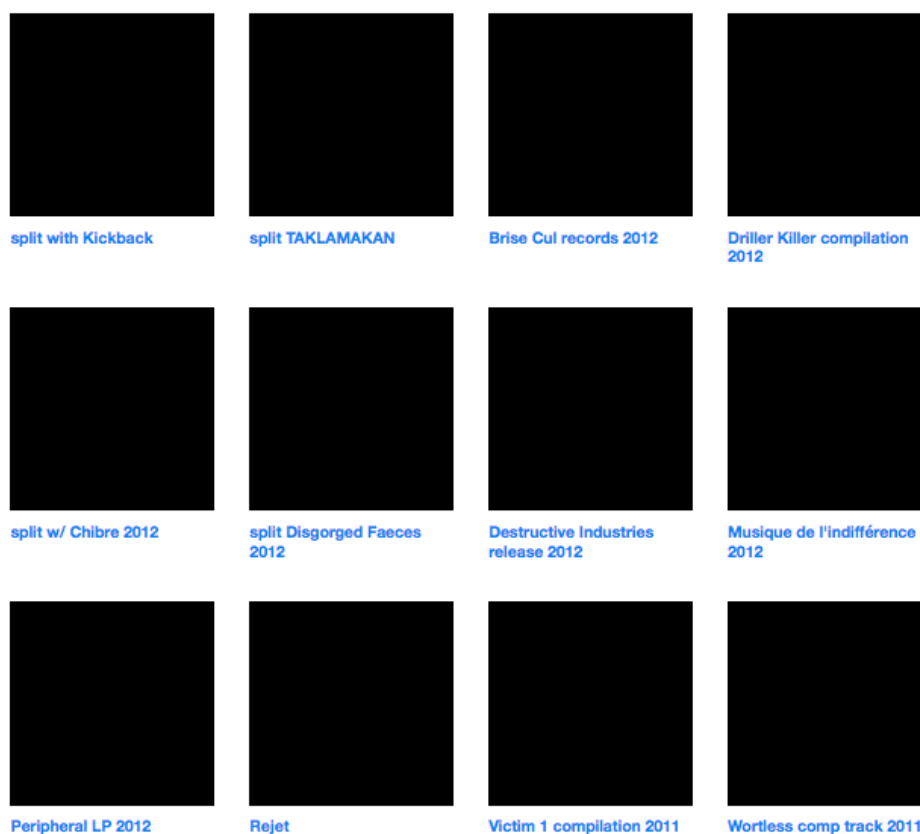 split with Kickback
split TAKLAMAKAN
Brise Cul records 2012
Driller Killer compilation
2012
split w/ Chibre 2012
split Disgorged Faeces
2012
Destructive Industries
release 2012
Musique de l'indifférence
2012
Peripheral LP 2012
Rejet
Victim 1 compilation 2011
Wortless comp track 2011